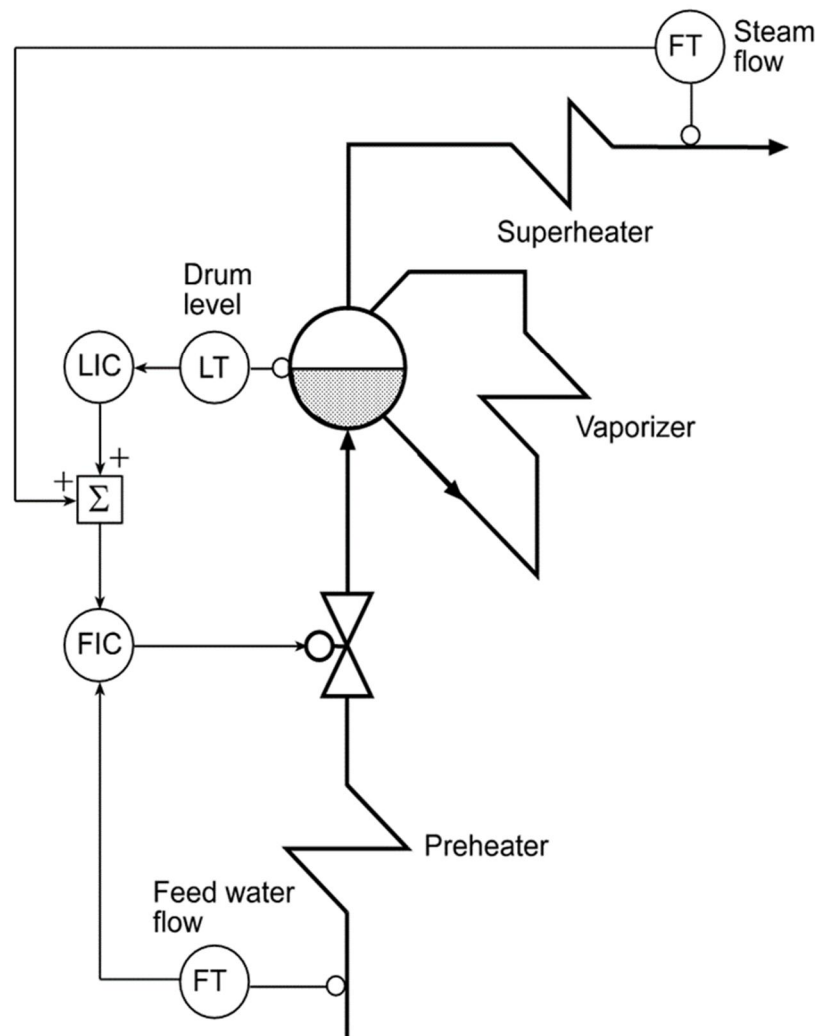 FT
Steam
flow
Superheater
Drum
level
LIC
LT
Vaporizer
+
+
Σ
FIC
Preheater
Feed water
flow
FT